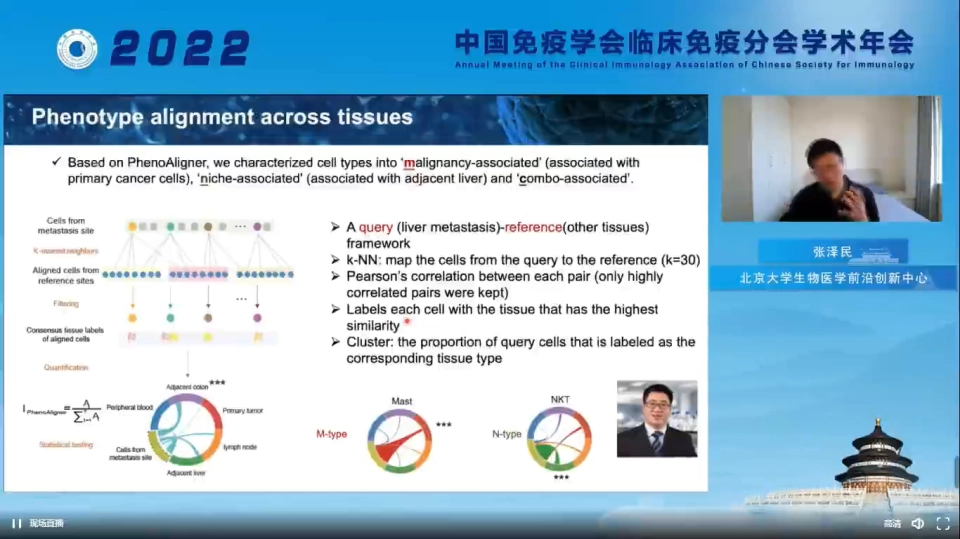 2022
中国免疫学会临床免疫分会学术年会
Annual Meeting of the Clinical Immunology Association of Chinese Society for Immunology
Phenotype alignment across tissues
✓ Based on PhenoAligner, we characterized cell types into ‘malignancy-associated’ (associated with
primary cancer cells), ‘niche-associated’ (associated with adjacent liver) and ‘combo-associated’.
Cells from
metastasis site
K-nearest neighbors
Aligned cells from
reference sites
Filtering
Consensus tissue labels
of aligned cells
Quantification
Adjacent colon ***
Peripheral blood
Primary tumor
lymph node
Cells from
metastasis site
Adjacent liver
Statistical testing
➢ A query (liver metastasis)-reference(other tissues)
framework
➢ k-NN: map the cells from the query to the reference (k=30)
➢ Pearson's correlation between each pair (only highly
correlated pairs were kept)
➢ Labels each cell with the tissue that has the highest
similarity
➢ Cluster: the proportion of query cells that is labeled as the
corresponding tissue type
Mast
M-type
***
NKT
N-type
***
张泽民
北京大学生物医学前沿创新中心
现场直播
高清